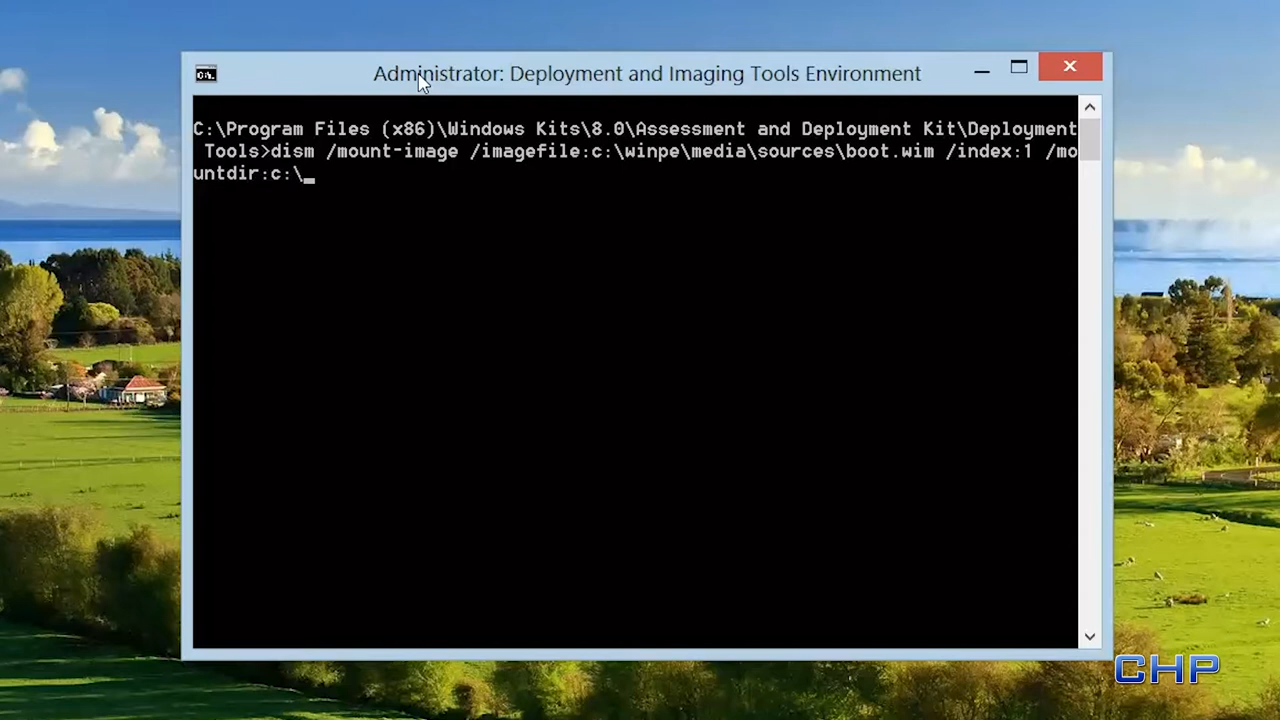 Administrator: Deployment and Imaging Tools Environment
C:\Program Files (x86)\Windows Kits\8.0\Assessment and Deployment Kit\Deployment
 Tools>dism /mount-image /imagefile:c:\winpe\media\sources\boot.wim /index:1 /mo
untdir:c:\_
CHP